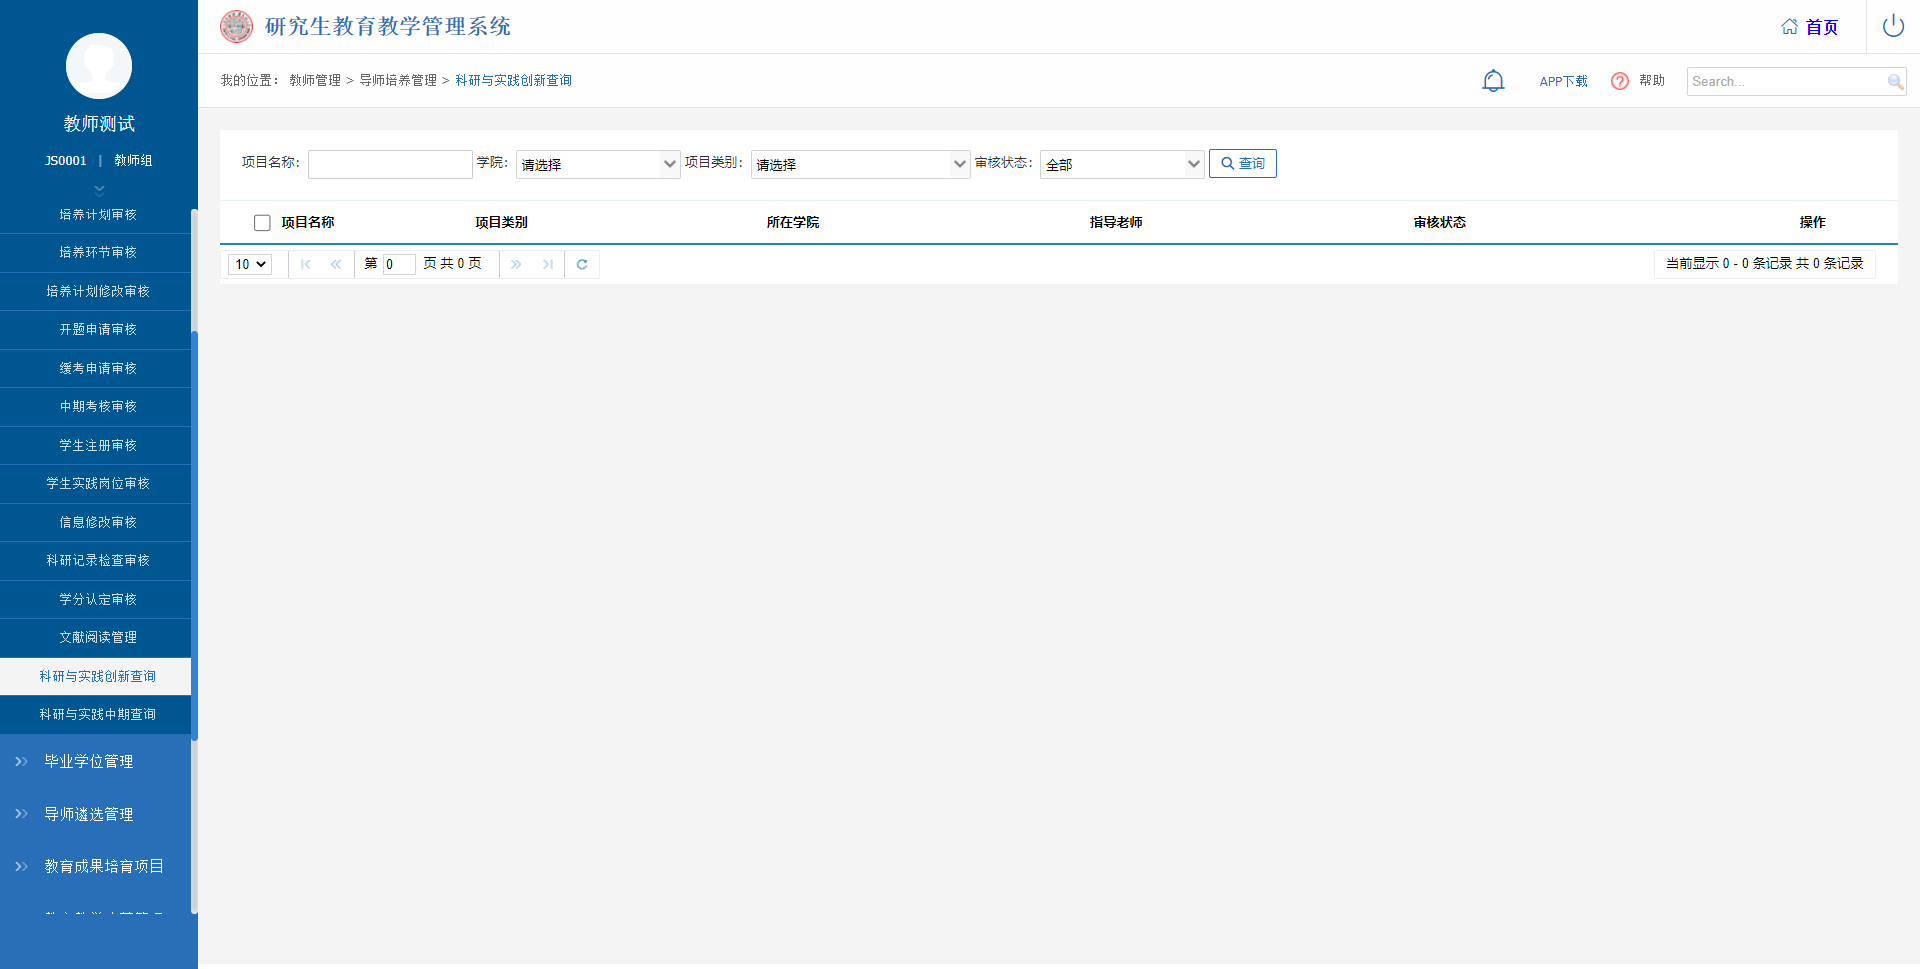 研究生教育教学管理系统
首页
我的位置： 教师管理 > 导师培养管理 > 科研与实践创新查询
APP下载
帮助
Search...
教师测试
JS0001 | 教师组
培养计划审核
培养环节审核
培养计划修改审核
开题申请审核
缓考申请审核
中期考核审核
学生注册审核
学生实践岗位审核
信息修改审核
科研记录检查审核
学分认定审核
文献阅读管理
科研与实践创新查询
科研与实践中期查询
毕业学位管理
导师遴选管理
教育成果培育项目
项目名称： 学院： 请选择 项目类别： 请选择 审核状态： 全部 查询
项目名称 项目类别 所在学院 指导老师 审核状态 操作
10 第 0 页 共 0 页
当前显示 0 - 0 条记录 共 0 条记录